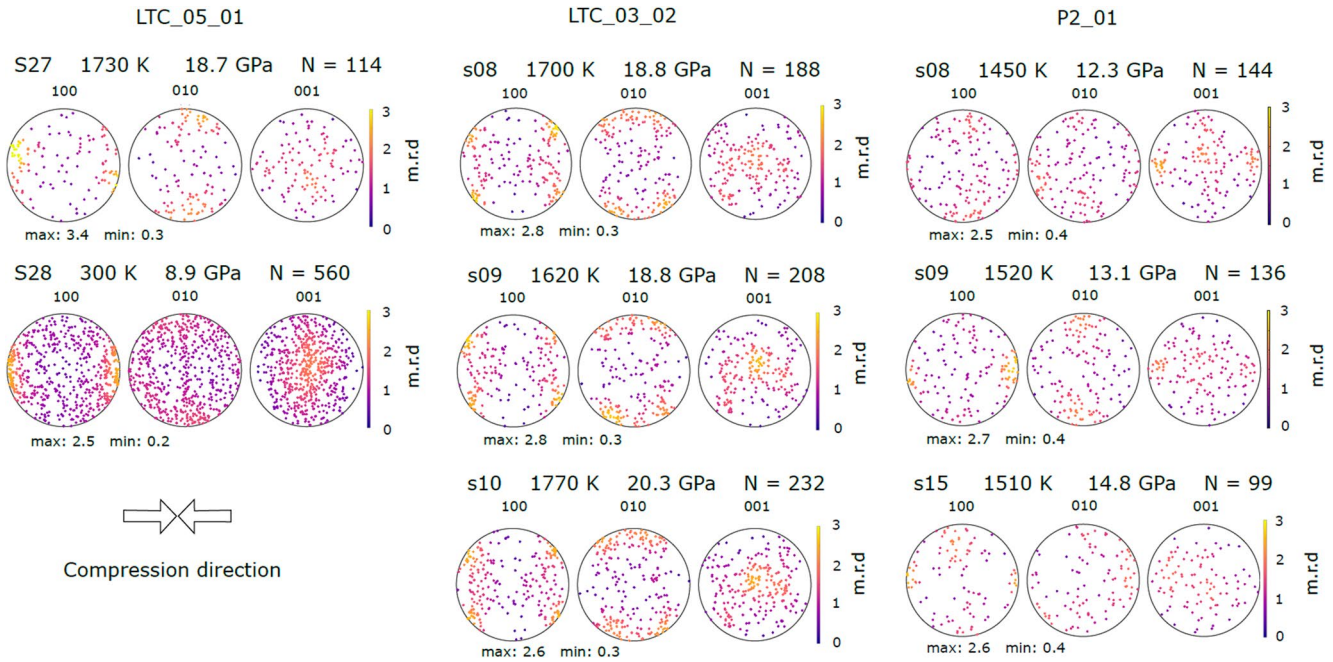 LTC_05_01
S27 1730 K 18.7 GPa N = 114
100 010 001
3
2
1
0
m.r.d
max: 3.4 min: 0.3
S28 300 K 8.9 GPa N = 560
100 010 001
3
2
1
0
m.r.d
max: 2.5 min: 0.2
Compression direction
LTC_03_02
s08 1700 K 18.8 GPa N = 188
100 010 001
3
2
1
0
m.r.d
max: 2.8 min: 0.3
s09 1620 K 18.8 GPa N = 208
100 010 001
3
2
1
0
m.r.d
max: 2.8 min: 0.3
s10 1770 K 20.3 GPa N = 232
100 010 001
3
2
1
0
m.r.d
max: 2.6 min: 0.3
P2_01
s08 1450 K 12.3 GPa N = 144
100 010 001
3
2
1
0
m.r.d
max: 2.5 min: 0.4
s09 1520 K 13.1 GPa N = 136
100 010 001
3
2
1
0
m.r.d
max: 2.7 min: 0.4
s15 1510 K 14.8 GPa N = 99
100 010 001
3
2
1
0
m.r.d
max: 2.6 min: 0.4